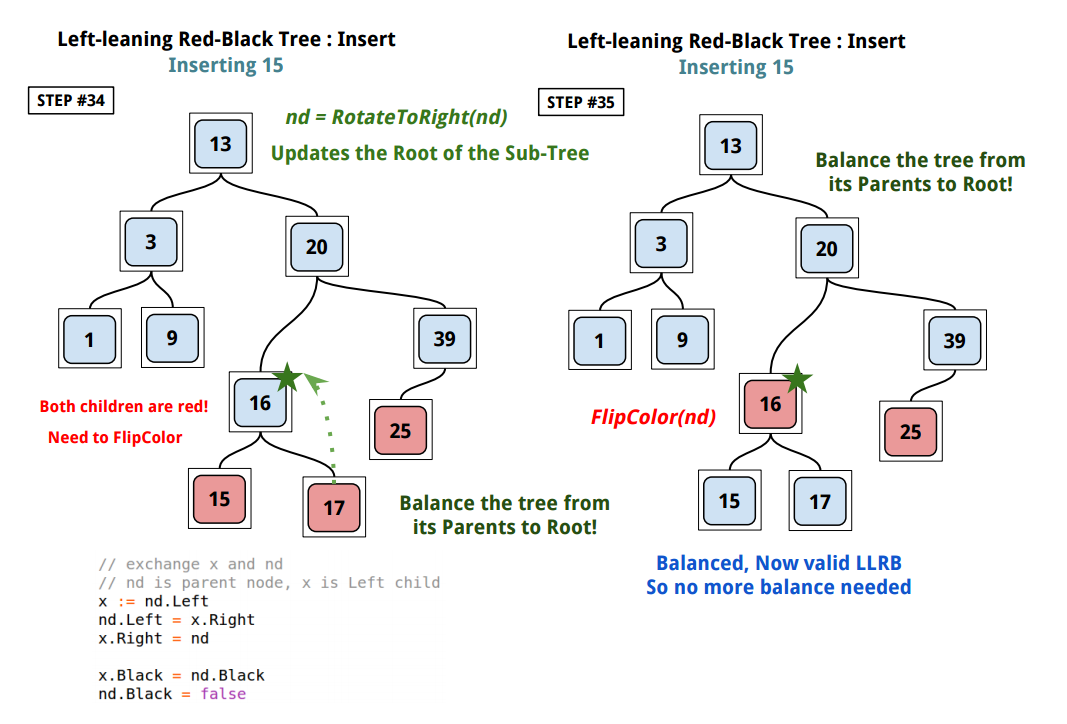 Left-leaning Red-Black Tree : Insert
Inserting 15
STEP #34
nd = RotateToRight(nd)
Updates the Root of the Sub-Tree
13
3
20
1
9
39
16
25
Both children are red!
Need to FlipColor
15
17
Balance the tree from
its Parents to Root!
// exchange x and nd
// nd is parent node, x is Left child
x := nd.Left
nd.Left = x.Right
x.Right = nd
x.Black = nd.Black
nd.Black = false
Left-leaning Red-Black Tree : Insert
Inserting 15
STEP #35
13
Balance the tree from
its Parents to Root!
3
20
1
9
39
16
FlipColor(nd)
25
15
17
Balanced, Now valid LLRB
So no more balance needed